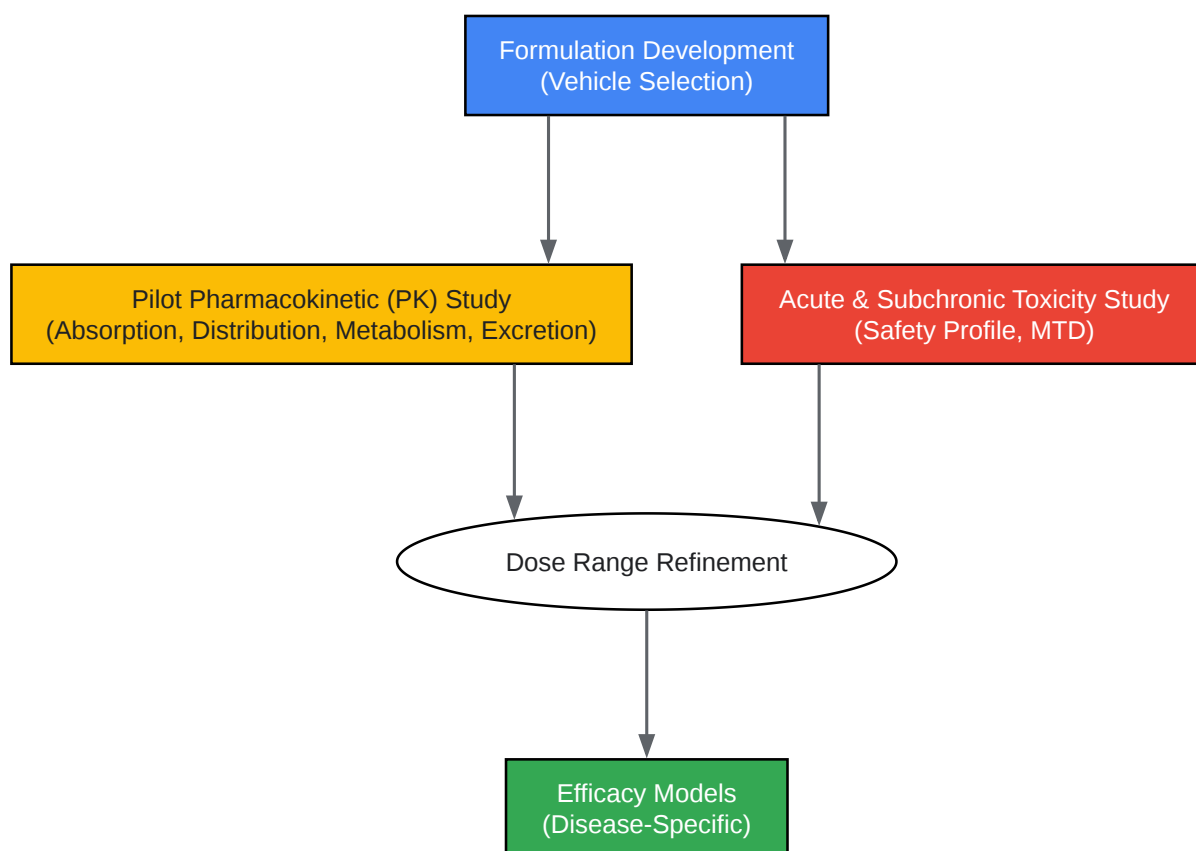 Formulation Development
(Vehicle Selection)
Pilot Pharmacokinetic (PK) Study
(Absorption, Distribution, Metabolism, Excretion)
Acute & Subchronic Toxicity Study
(Safety Profile, MTD)
Dose Range Refinement
Efficacy Models
(Disease-Specific)